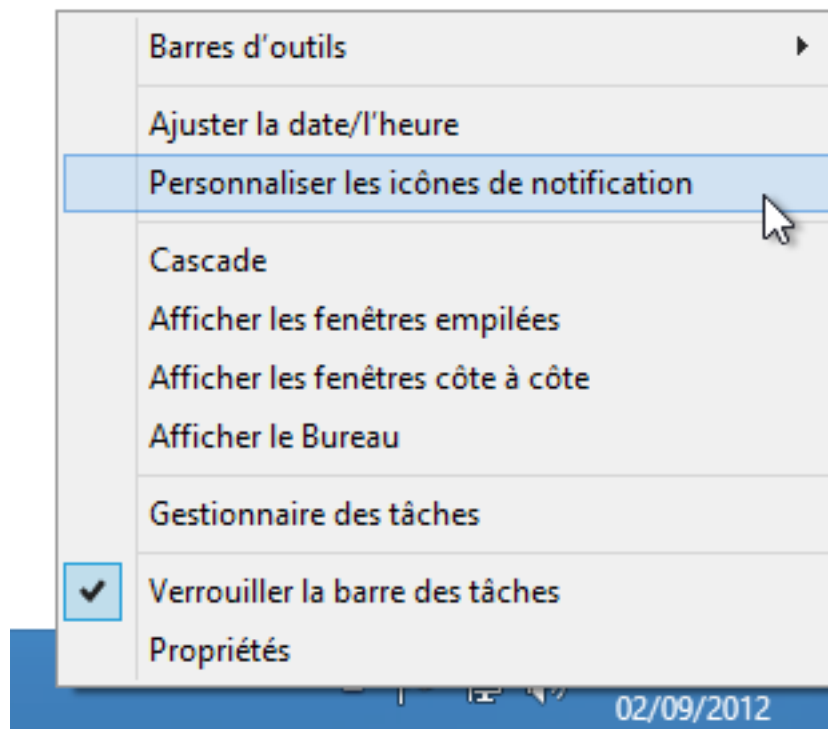 Barres d'outils
Ajuster la date/l'heure
Personnaliser les icônes de notification
Cascade
Afficher les fenêtres empilées
Afficher les fenêtres côte à côte
Afficher le Bureau
Gestionnaire des tâches
Verrouiller la barre des tâches
Propriétés
02/09/2012